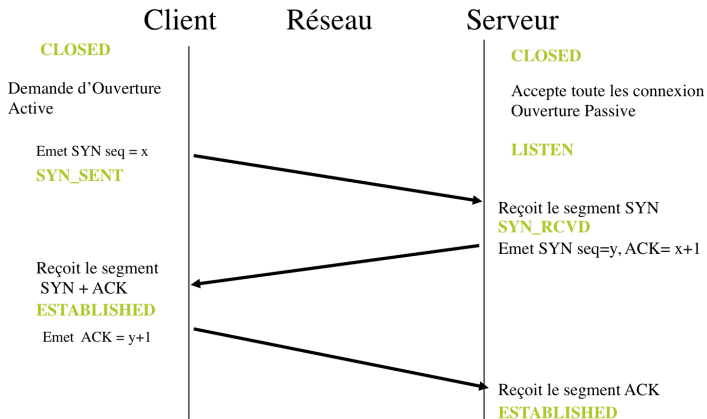 Client Réseau Serveur
CLOSED
Demande d'Ouverture
Active
Emet SYN seq = x
SYN_SENT
Reçoit le segment
SYN + ACK
ESTABLISHED
Emet ACK = y+1
CLOSED
Accepte toute les connexion
Ouverture Passive
LISTEN
Reçoit le segment SYN
SYN_RCVD
Emet SYN seq=y, ACK= x+1
Reçoit le segment ACK
ESTABLISHED